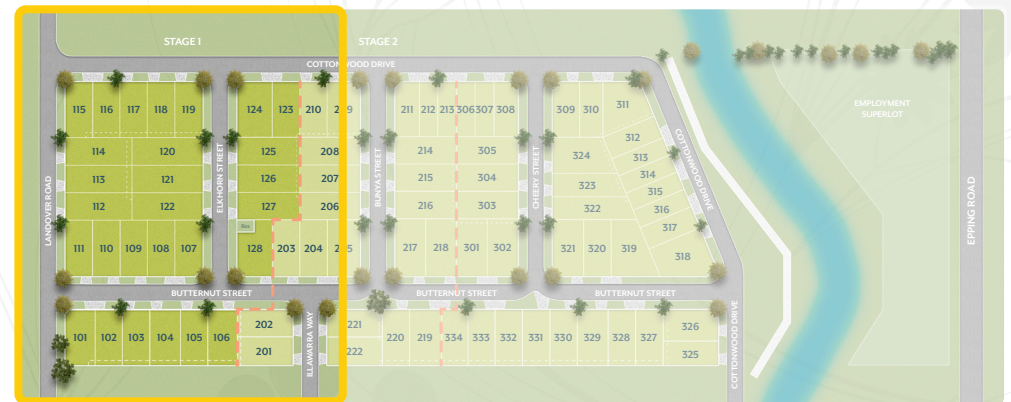 STAGE 1
STAGE 2
COTTONWOOD DRIVE
115 116 117 118 119
124 123 210 209
211 212 213 306 307 308
309 310 311
EMPLOYMENT
SUPERLOT
114 120
125 208
214 305
324 312
313
113 121
126 207
215 304
323 314
315
112 122
127 206
216 303
322 316
317
Res.
111 110 109 108 107
128 203 204 205
217 218 301 302
321 320 319 318
LANDOVER ROAD
ELKHORN STREET
BUNYA STREET
CHEERY STREET
COTTONWOOD DRIVE
EPPING ROAD
BUTTERNUT STREET
BUTTERNUT STREET
BUTTERNUT STREET
101 102 103 104 105 106
202
201
ILLAWARRA WAY
221
222
220 219 334 333 332 331 330 329 328 327
326
325
COTTONWOOD DRIVE